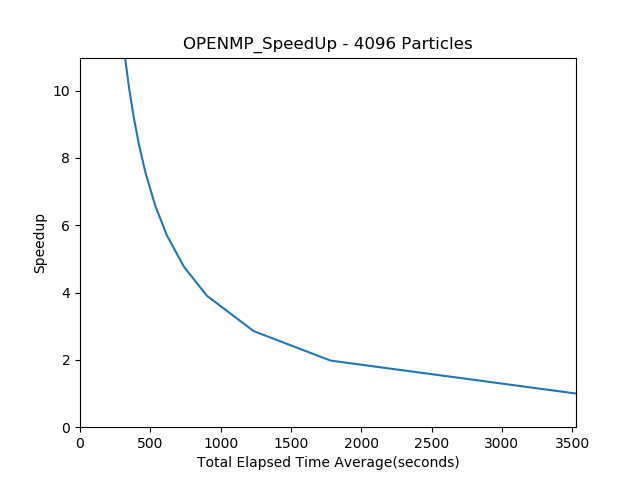 OPENMP_SpeedUp - 4096 Particles
10
8
6
4
2
0
Speedup
0 500 1000 1500 2000 2500 3000 3500
Total Elapsed Time Average(seconds)